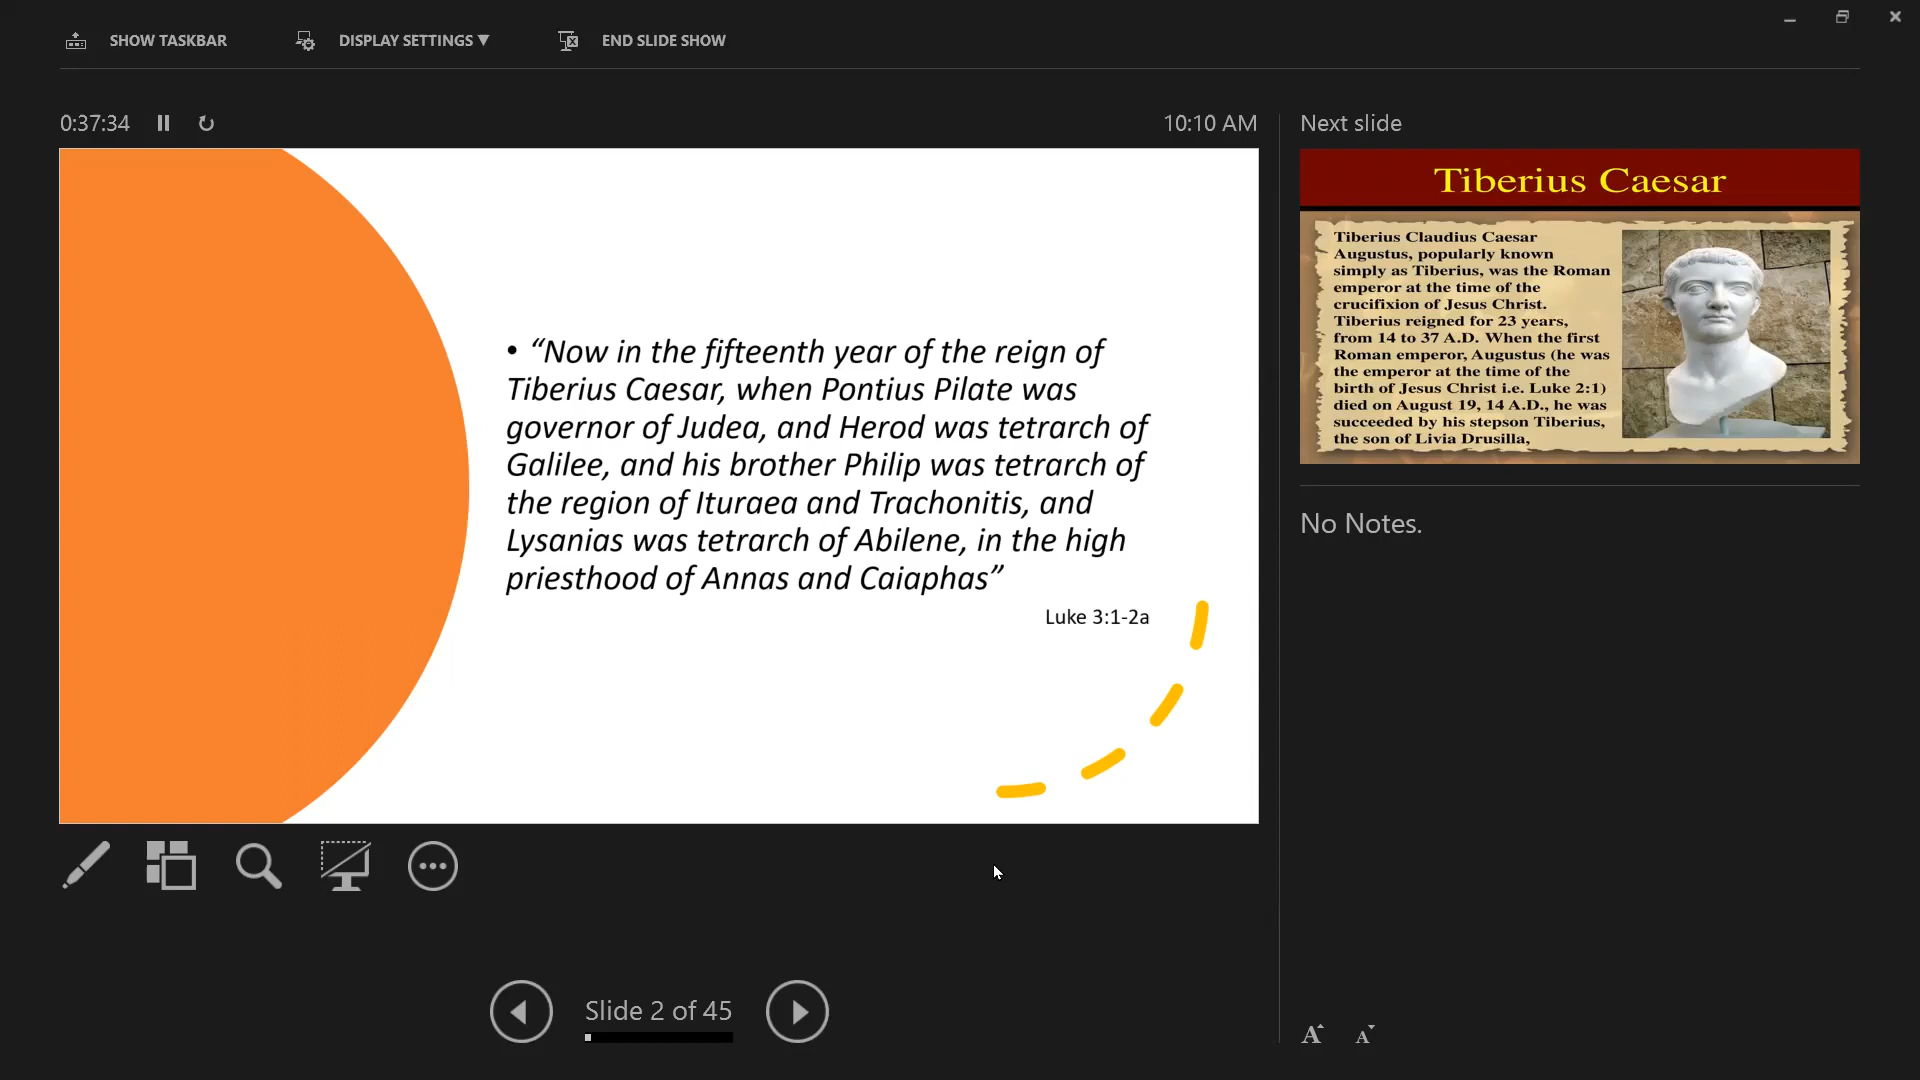 SHOW TASKBAR
DISPLAY SETTINGS ▼
END SLIDE SHOW
0:37:34
10:10 AM
• “Now in the fifteenth year of the reign of
Tiberius Caesar, when Pontius Pilate was
governor of Judea, and Herod was tetrarch of
Galilee, and his brother Philip was tetrarch of
the region of Ituraea and Trachonitis, and
Lysanias was tetrarch of Abilene, in the high
priesthood of Annas and Caiaphas”
Luke 3:1-2a
Slide 2 of 45
Next slide
Tiberius Caesar
Tiberius Claudius Caesar
Augustus, popularly known
simply as Tiberius, was the Roman
emperor at the time of the
crucifixion of Jesus Christ.
Tiberius reigned for 23 years,
from 14 to 37 A.D. When the first
Roman emperor, Augustus (he was
the emperor at the time of the
birth of Jesus Christ i.e. Luke 2:1)
died on August 19, 14 A.D., he was
succeeded by his stepson Tiberius,
the son of Livia Drusilla,
No Notes.
A A